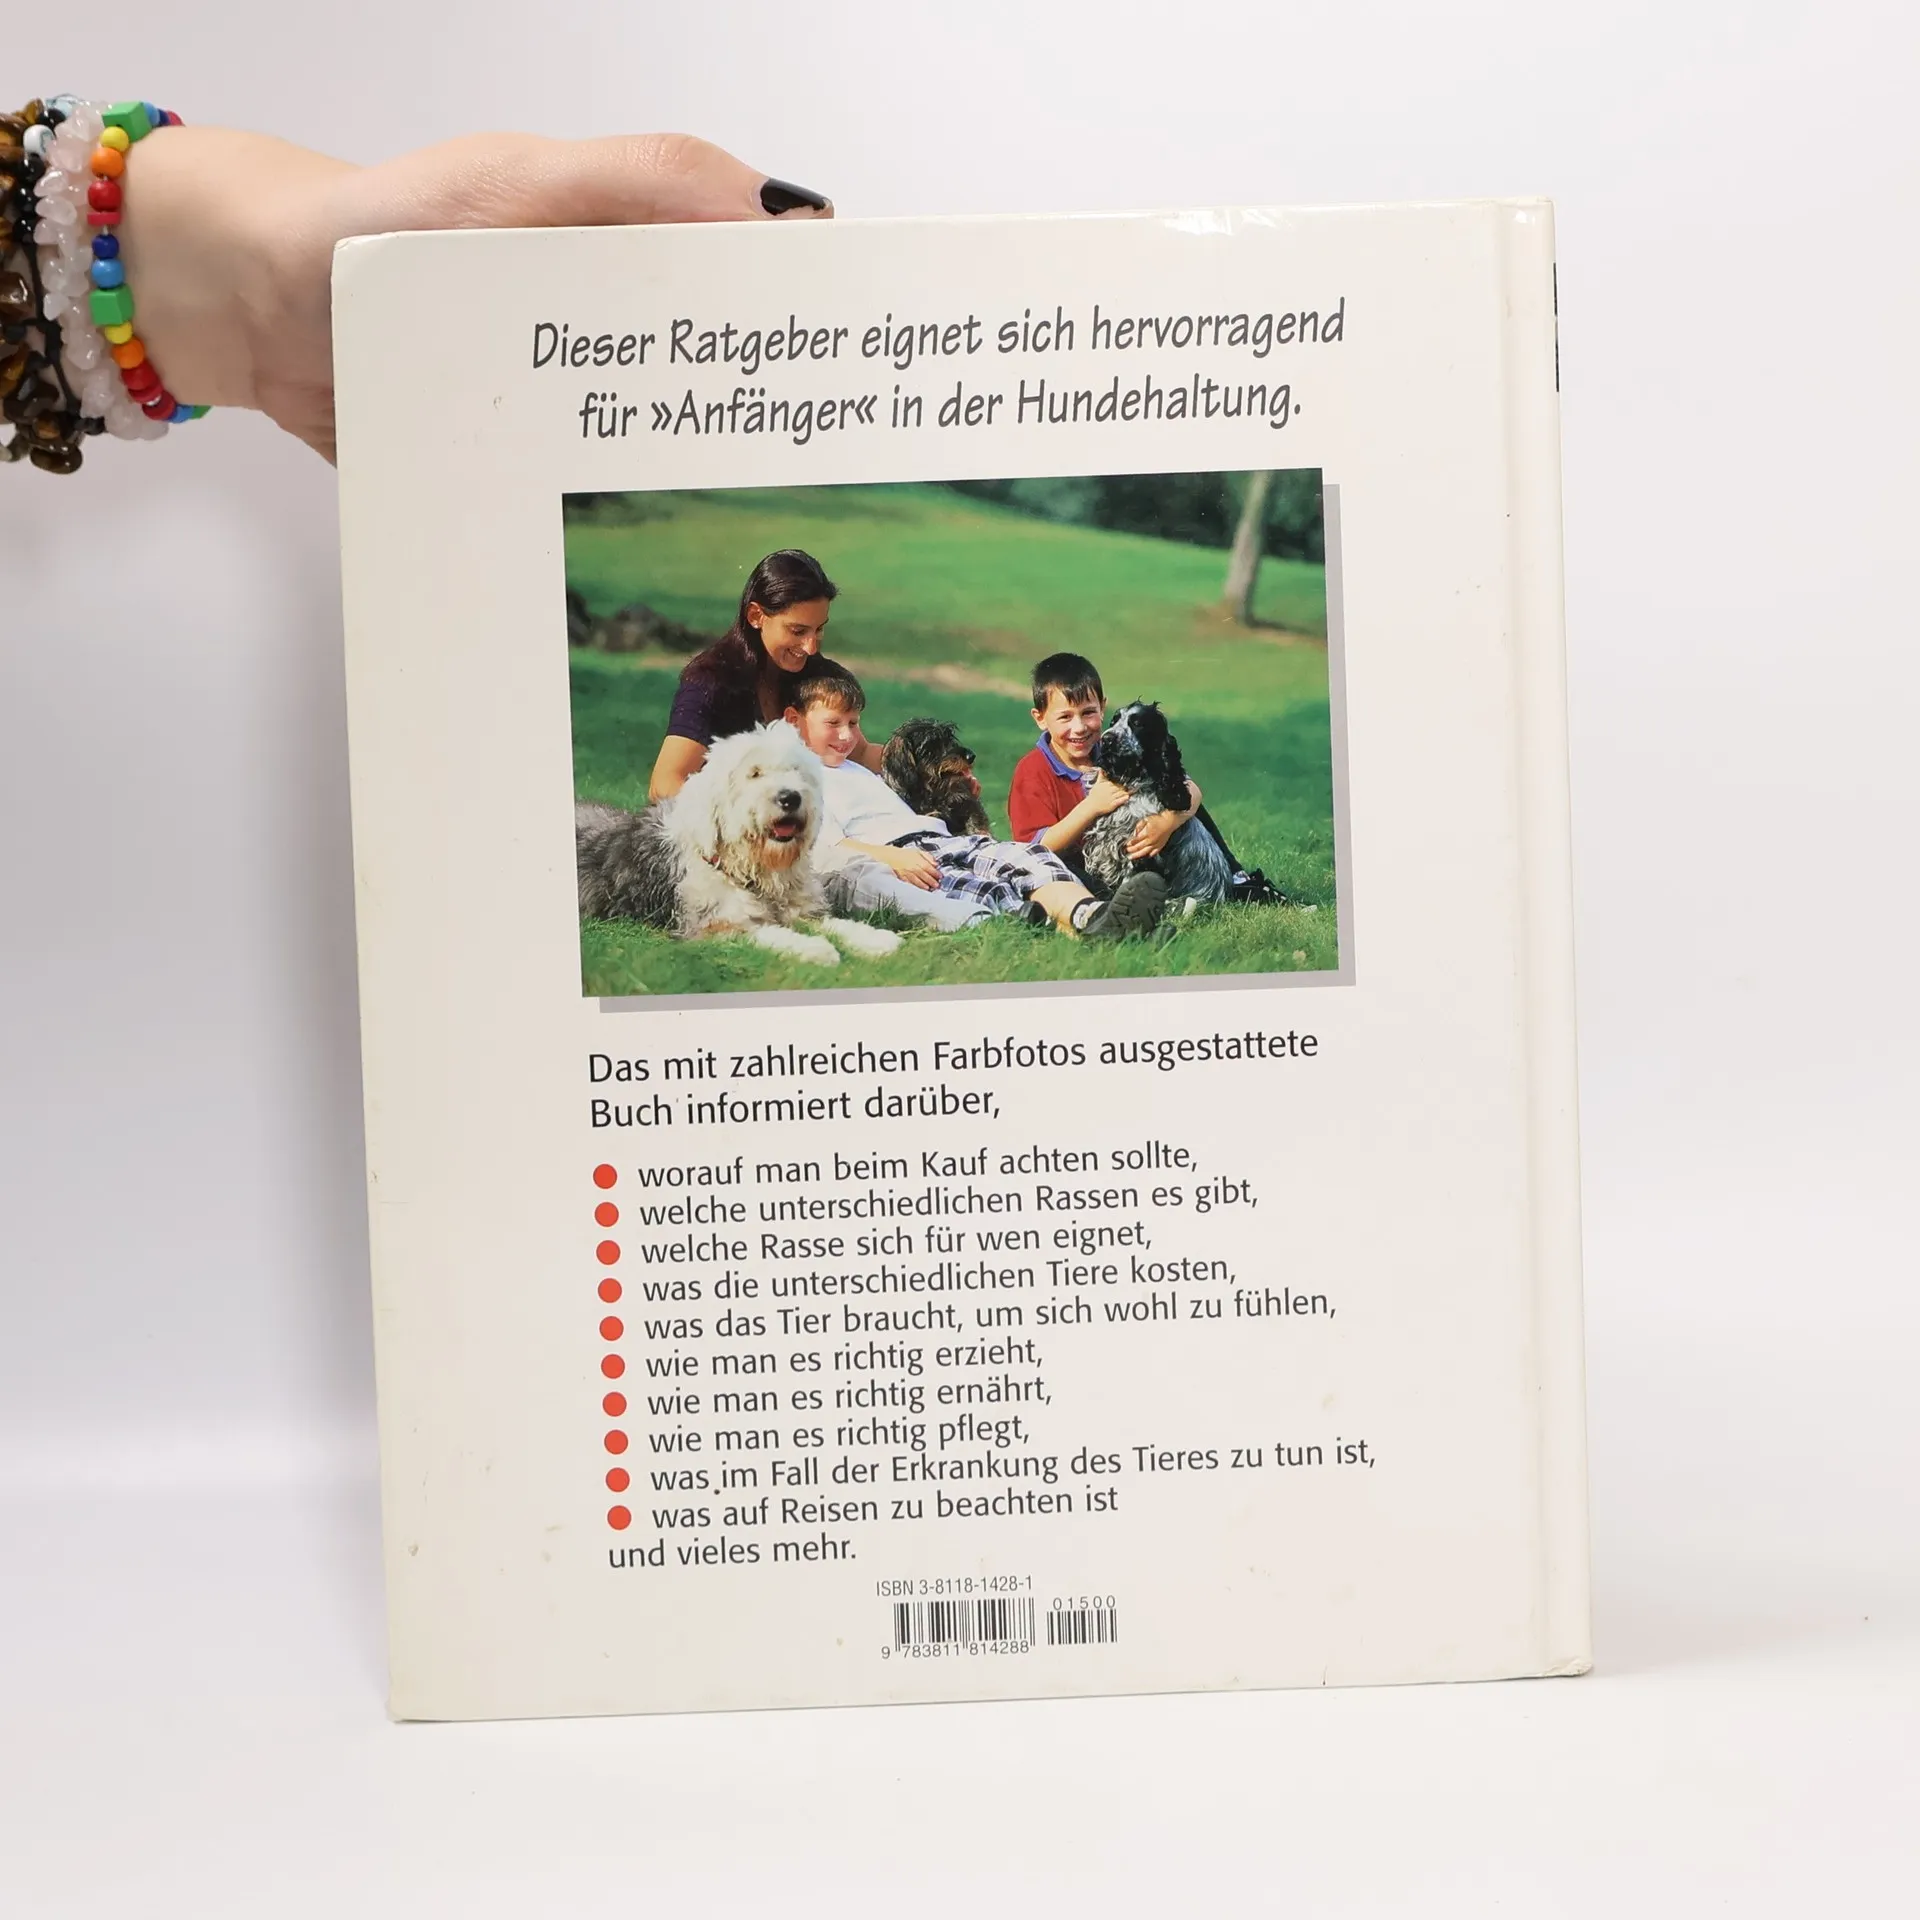 Dieser Ratgeber eignet sich hervorragend
für »Anfänger« in der Hundehaltung.
Das mit zahlreichen Farbfotos ausgestattete
Buch informiert darüber,
● worauf man beim Kauf achten sollte,
● welche unterschiedlichen Rassen es gibt,
● welche Rasse sich für wen eignet,
● was die unterschiedlichen Tiere kosten,
● was das Tier braucht, um sich wohl zu fühlen,
● wie man es richtig erzieht,
● wie man es richtig ernährt,
● wie man es richtig pflegt,
● was im Fall der Erkrankung des Tieres zu tun ist,
● was auf Reisen zu beachten ist
und vieles mehr.
ISBN 3-8118-1428-1
01500
9 783811 814288